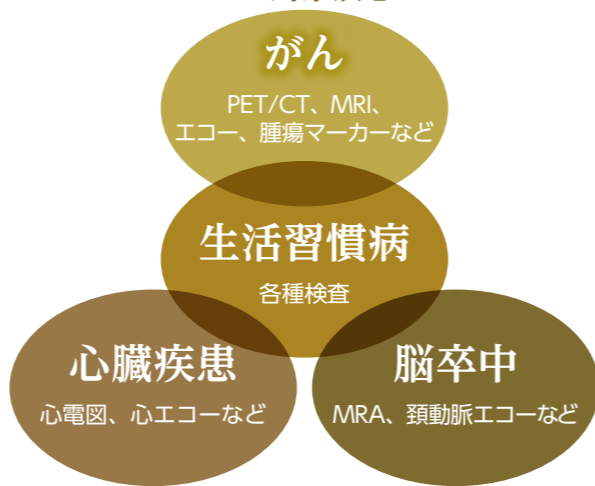 がん
PET/CT、MRI、
エコー、腫瘍マーカーなど
生活習慣病
各種検査
心臓疾患
心電図、心エコーなど
脳卒中
MRA、頚動脈エコーなど